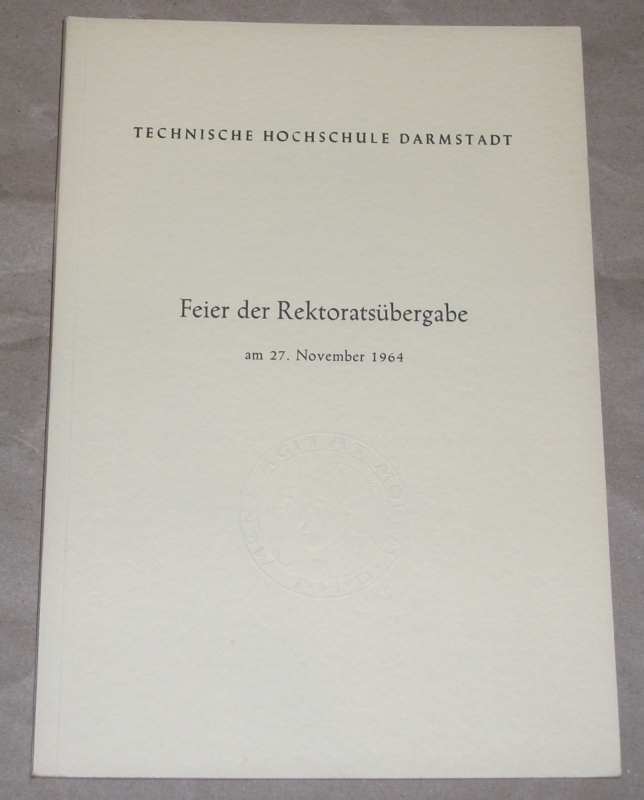 TECHNISCHE HOCHSCHULE DARMSTADT
Feier der Rektoratsübergabe
am 27. November 1964